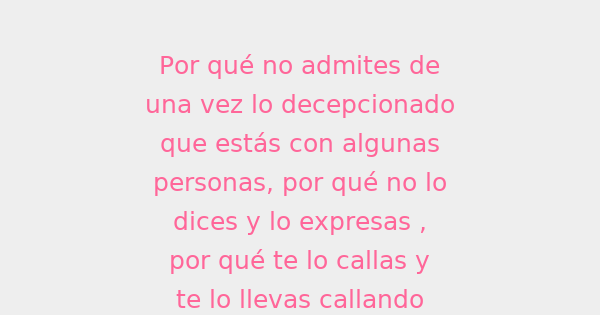 Por qué no admites de
una vez lo decepcionado
que estás con algunas
personas, por qué no lo
dices y lo expresas ,
por qué te lo callas y
te lo llevas callando